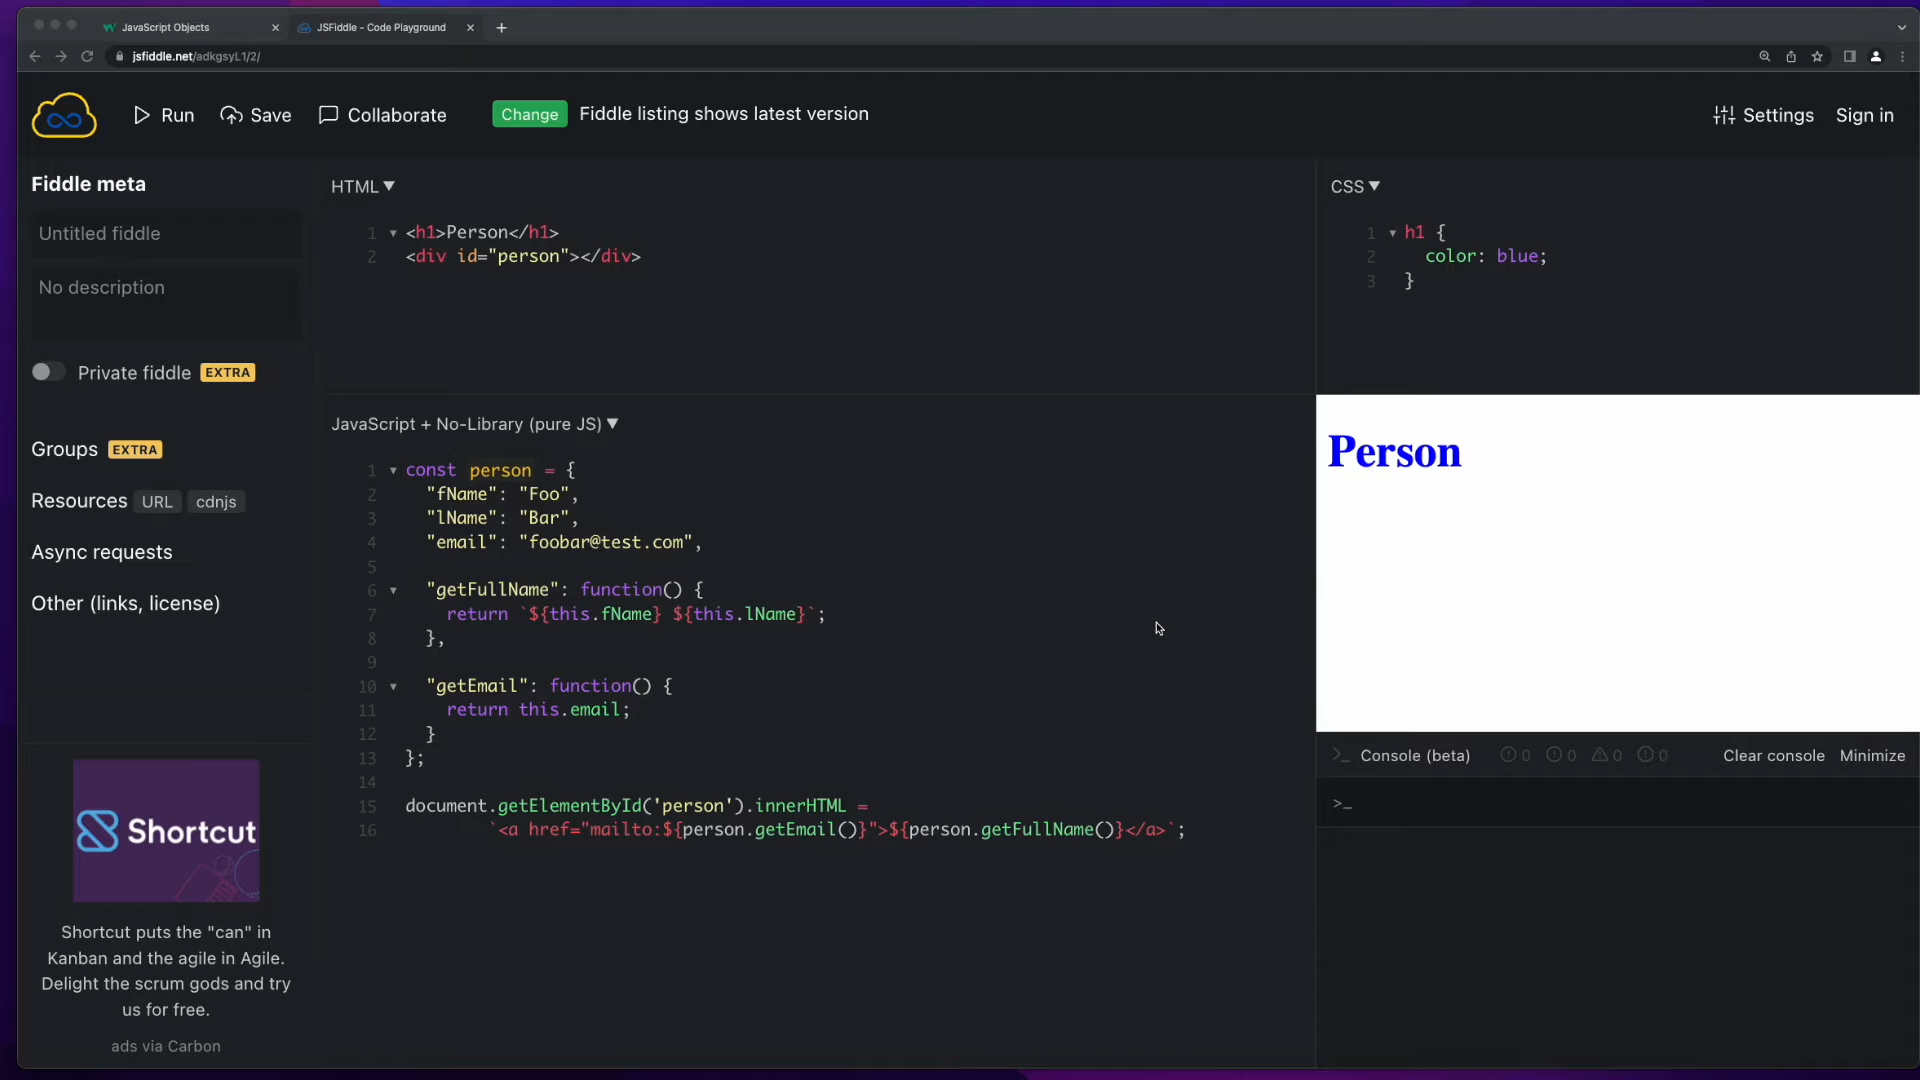 JavaScript Objects
JSFiddle - Code Playground
jsfiddle.net/adkgsyL1/2/
Run
Save
Collaborate
Change
Fiddle listing shows latest version
Settings
Sign in
Fiddle meta
Untitled fiddle
No description
Private fiddle EXTRA
Groups EXTRA
Resources URL cdnjs
Async requests
Other (links, license)
Shortcut
Shortcut puts the "can" in
Kanban and the agile in Agile.
Delight the scrum gods and try
us for free.
ads via Carbon
HTML
1 <h1>Person</h1>
2 <div id="person"></div>
JavaScript + No-Library (pure JS)
1 const person = {
2 "fName": "Foo",
3 "lName": "Bar",
4 "email": "foobar@test.com",
5
6 "getFullName": function() {
7 return `${this.fName} ${this.lName}`;
8 },
9
10 "getEmail": function() {
11 return this.email;
12 }
13 };
14
15 document.getElementById('person').innerHTML =
16 `<a href="mailto:${person.getEmail()}">${person.getFullName()}</a>`;
CSS
1 h1 {
2 color: blue;
3 }
Person
>_ Console (beta) 0 0 0 0 Clear console Minimize
>_